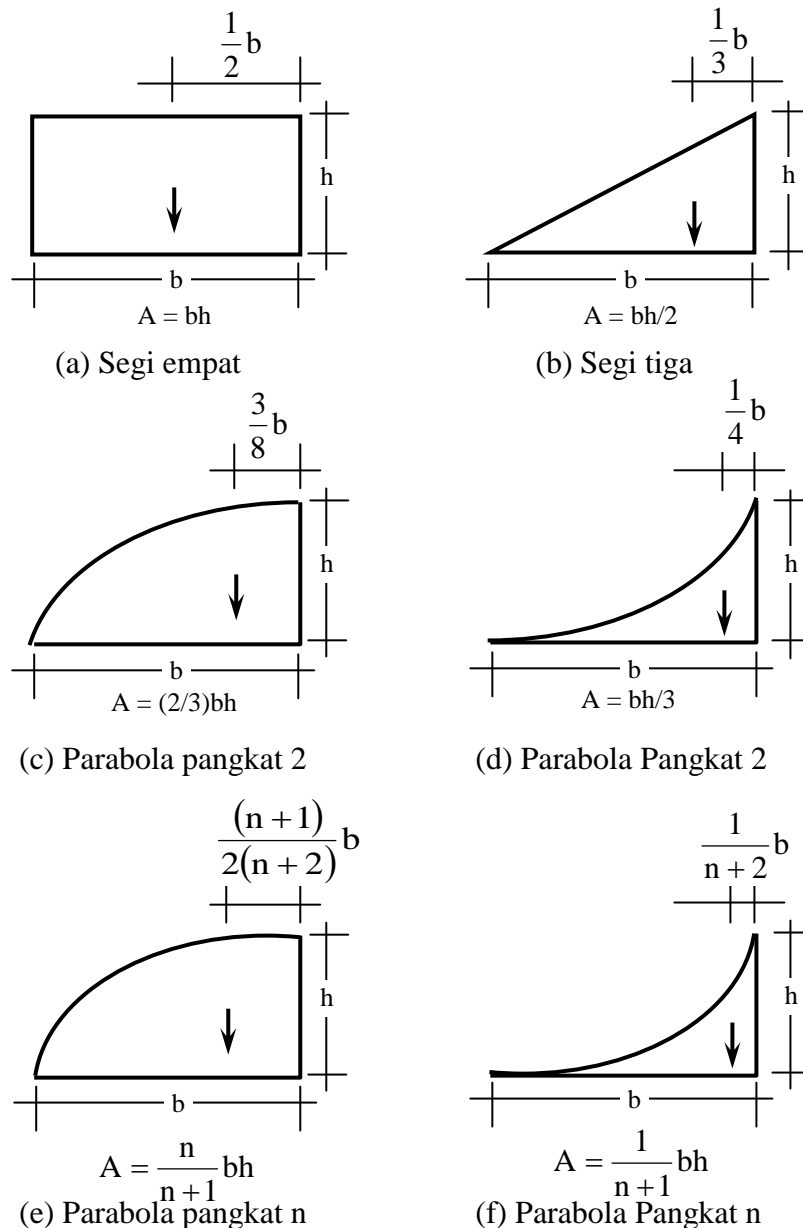 1/2 b
h
b
A = bh
(a) Segi empat
1/3 b
h
b
A = bh/2
(b) Segi tiga
3/8 b
h
b
A = (2/3)bh
(c) Parabola pangkat 2
1/4 b
h
b
A = bh/3
(d) Parabola Pangkat 2
(n + 1)/2(n + 2) b
h
b
A = n/n + 1 bh
(e) Parabola pangkat n
1/n + 2 b
h
b
A = 1/n + 1 bh
(f) Parabola Pangkat n